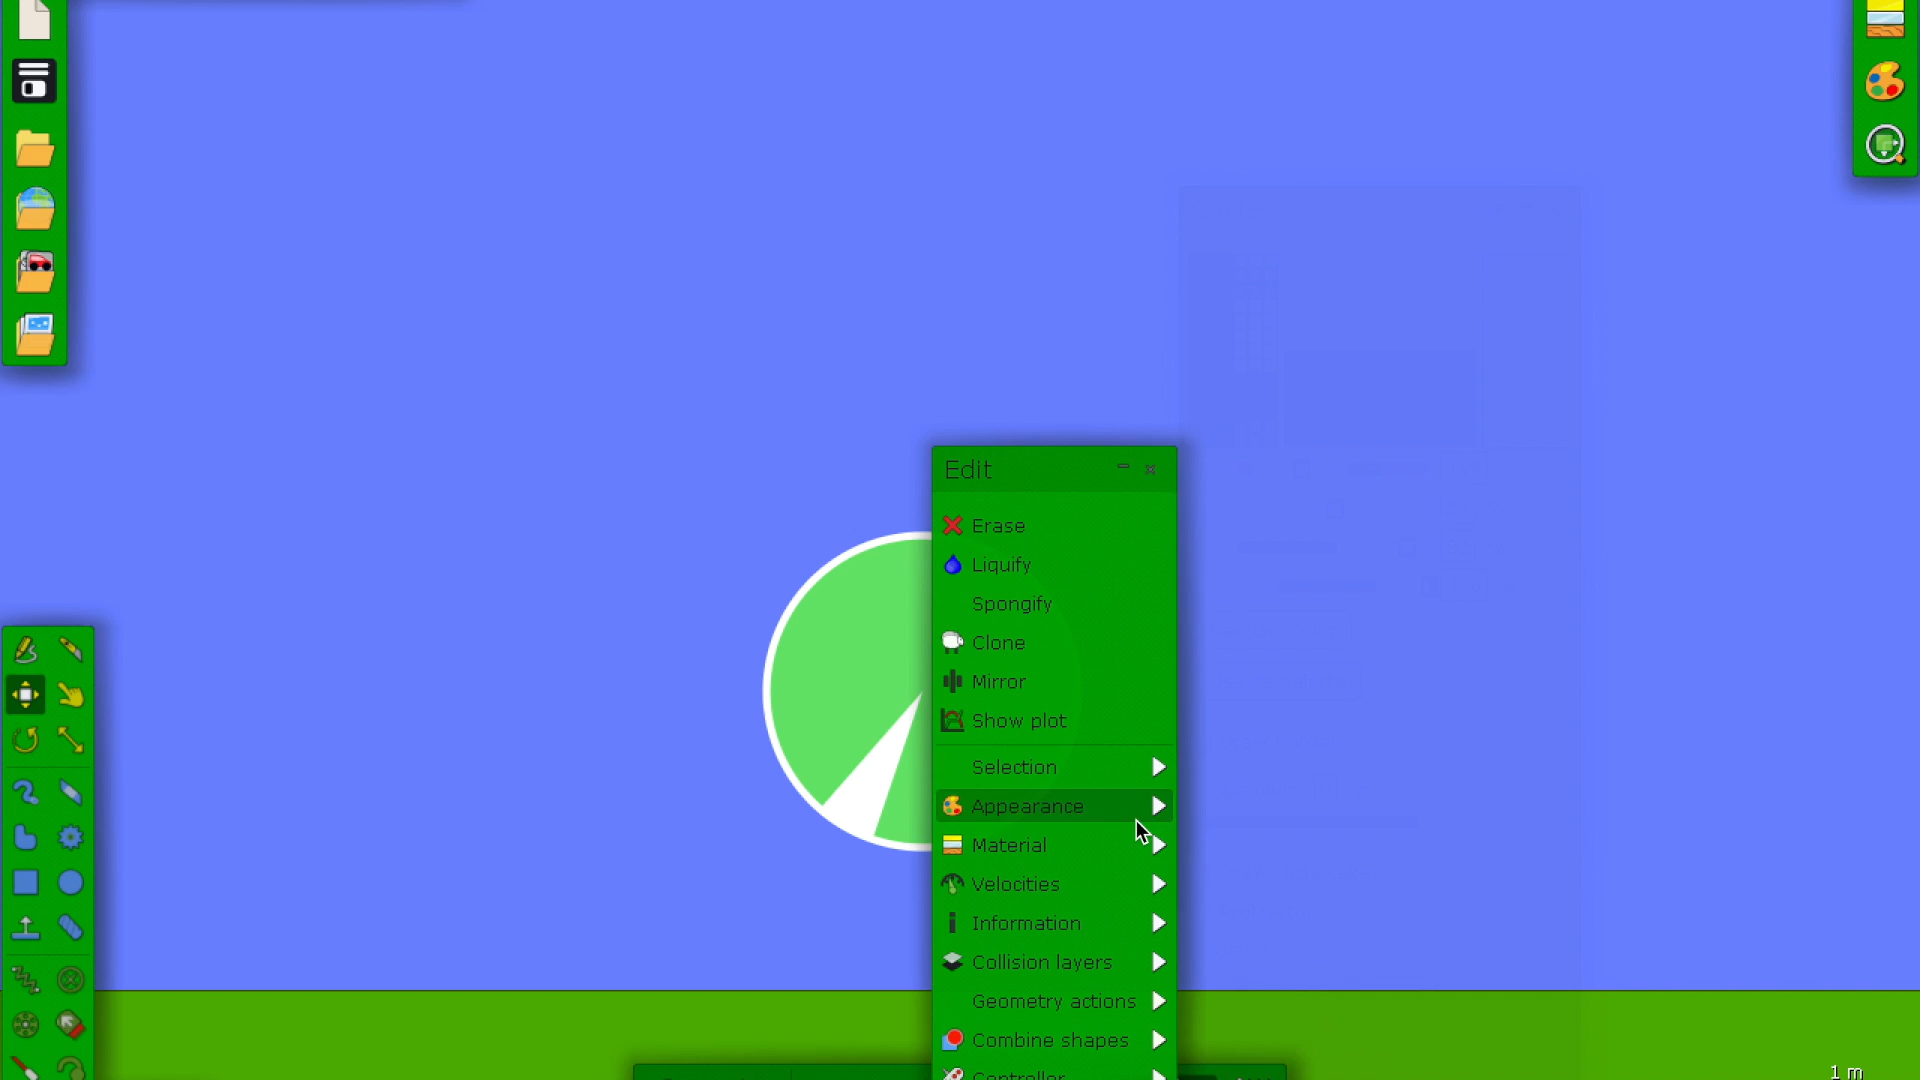 Edit
Erase
Liquify
Spongify
Clone
Mirror
Show plot
Selection
Appearance
Material
Velocities
Information
Collision layers
Geometry actions
Combine shapes
Controller
1 m